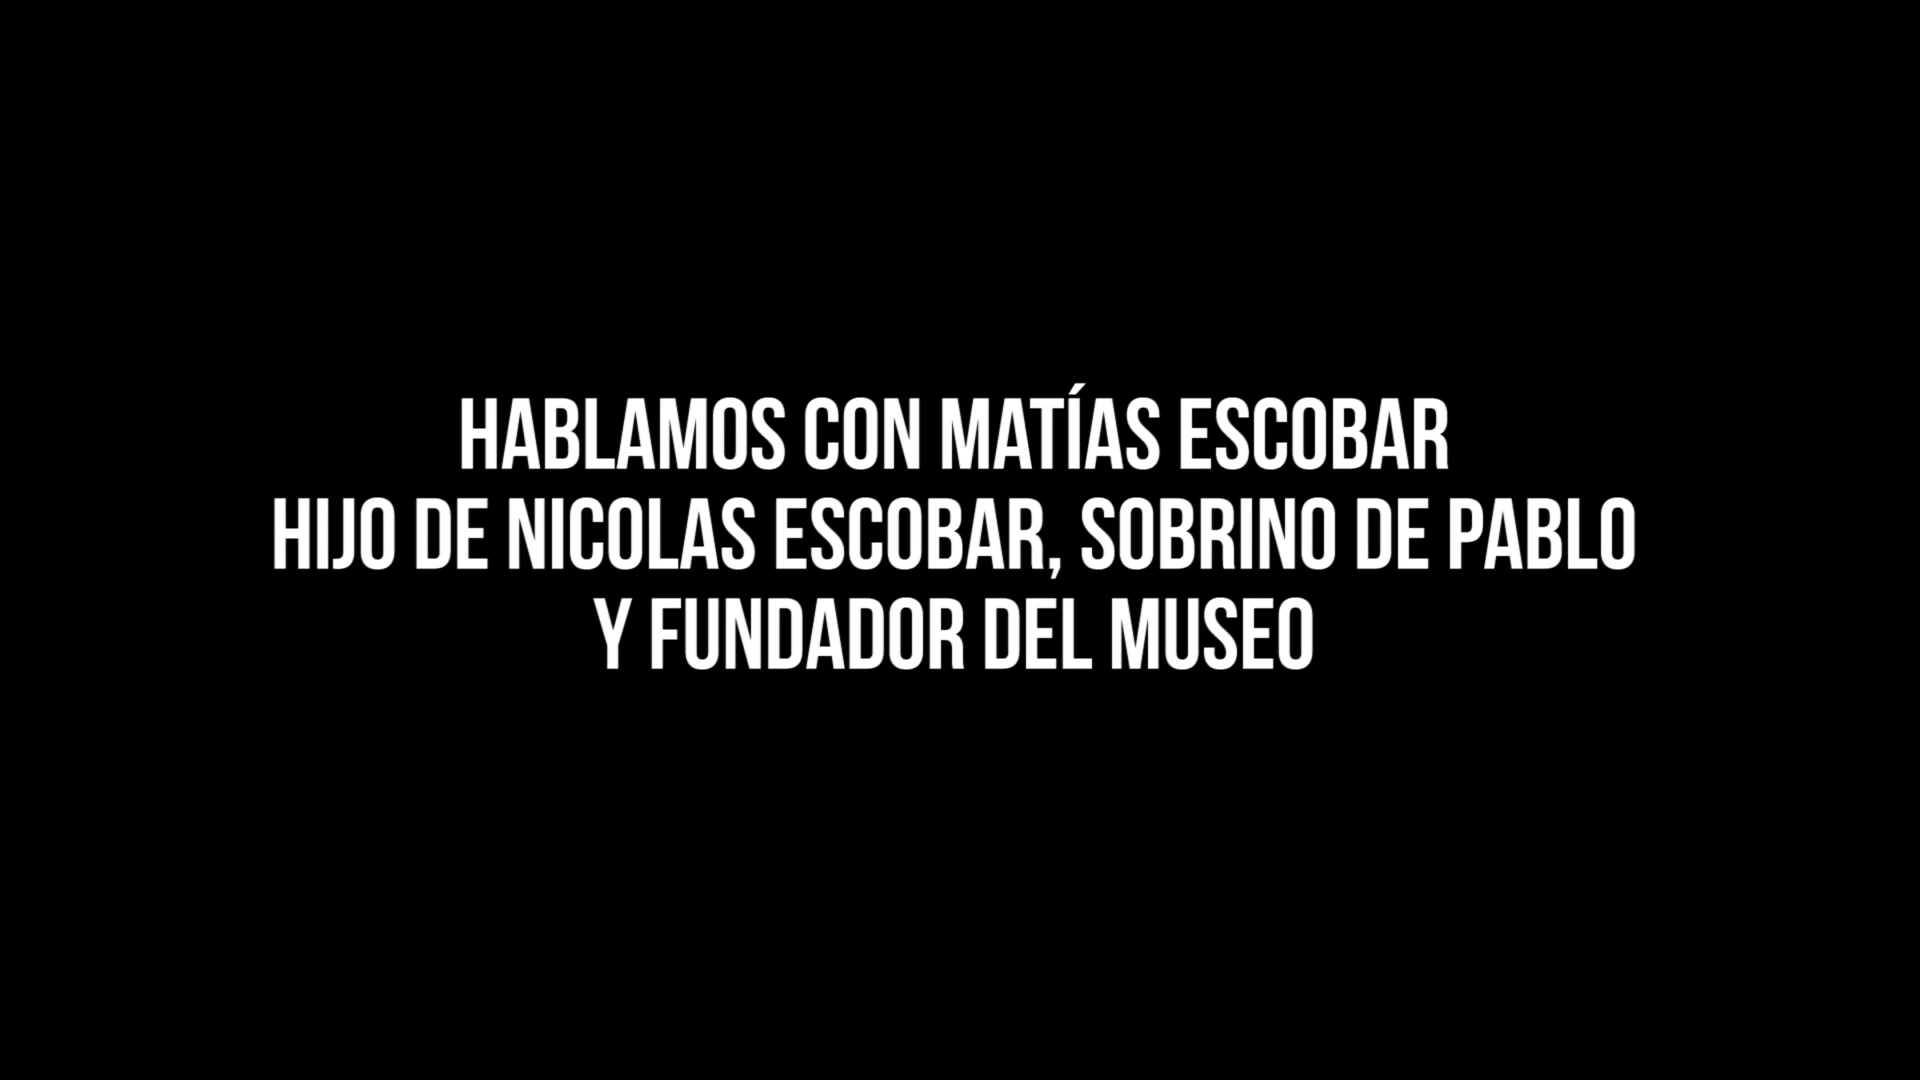 HABLAMOS CON MATÍAS ESCOBAR
HIJO DE NICOLAS ESCOBAR, SOBRINO DE PABLO
Y FUNDADOR DEL MUSEO